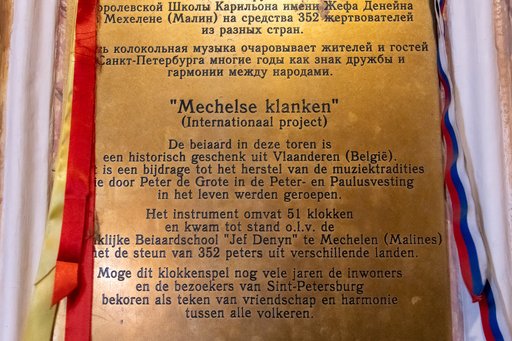 оролевской Школы Карильона имени Жефа Денейна
Мехелене (Малин) на средства 352 жертвователей
из разных стран.
колокольная музыка очаровывает жителей и гостей
Санкт-Петербурга многие годы как знак дружбы и
гармонии между народами.
"Mechelse klanken"
(Internationaal project)
De beiaard in deze toren is
een historisch geschenk uit Vlaanderen (België).
is een bijdrage tot het herstel van de muziektradities
ie door Peter de Grote in de Peter- en Paulusvesting
in het leven werden geroepen.
Het instrument omvat 51 klokken
en kwam tot stand o.l.v. de
klijke Beiaardschool "Jef Denyn" te Mechelen (Malines)
et de steun van 352 peters uit verschillende landen.
Moge dit klokkenspel nog vele jaren de inwoners
en de bezoekers van Sint-Petersburg
bekoren als teken van vriendschap en harmonie
tussen alle volkeren.